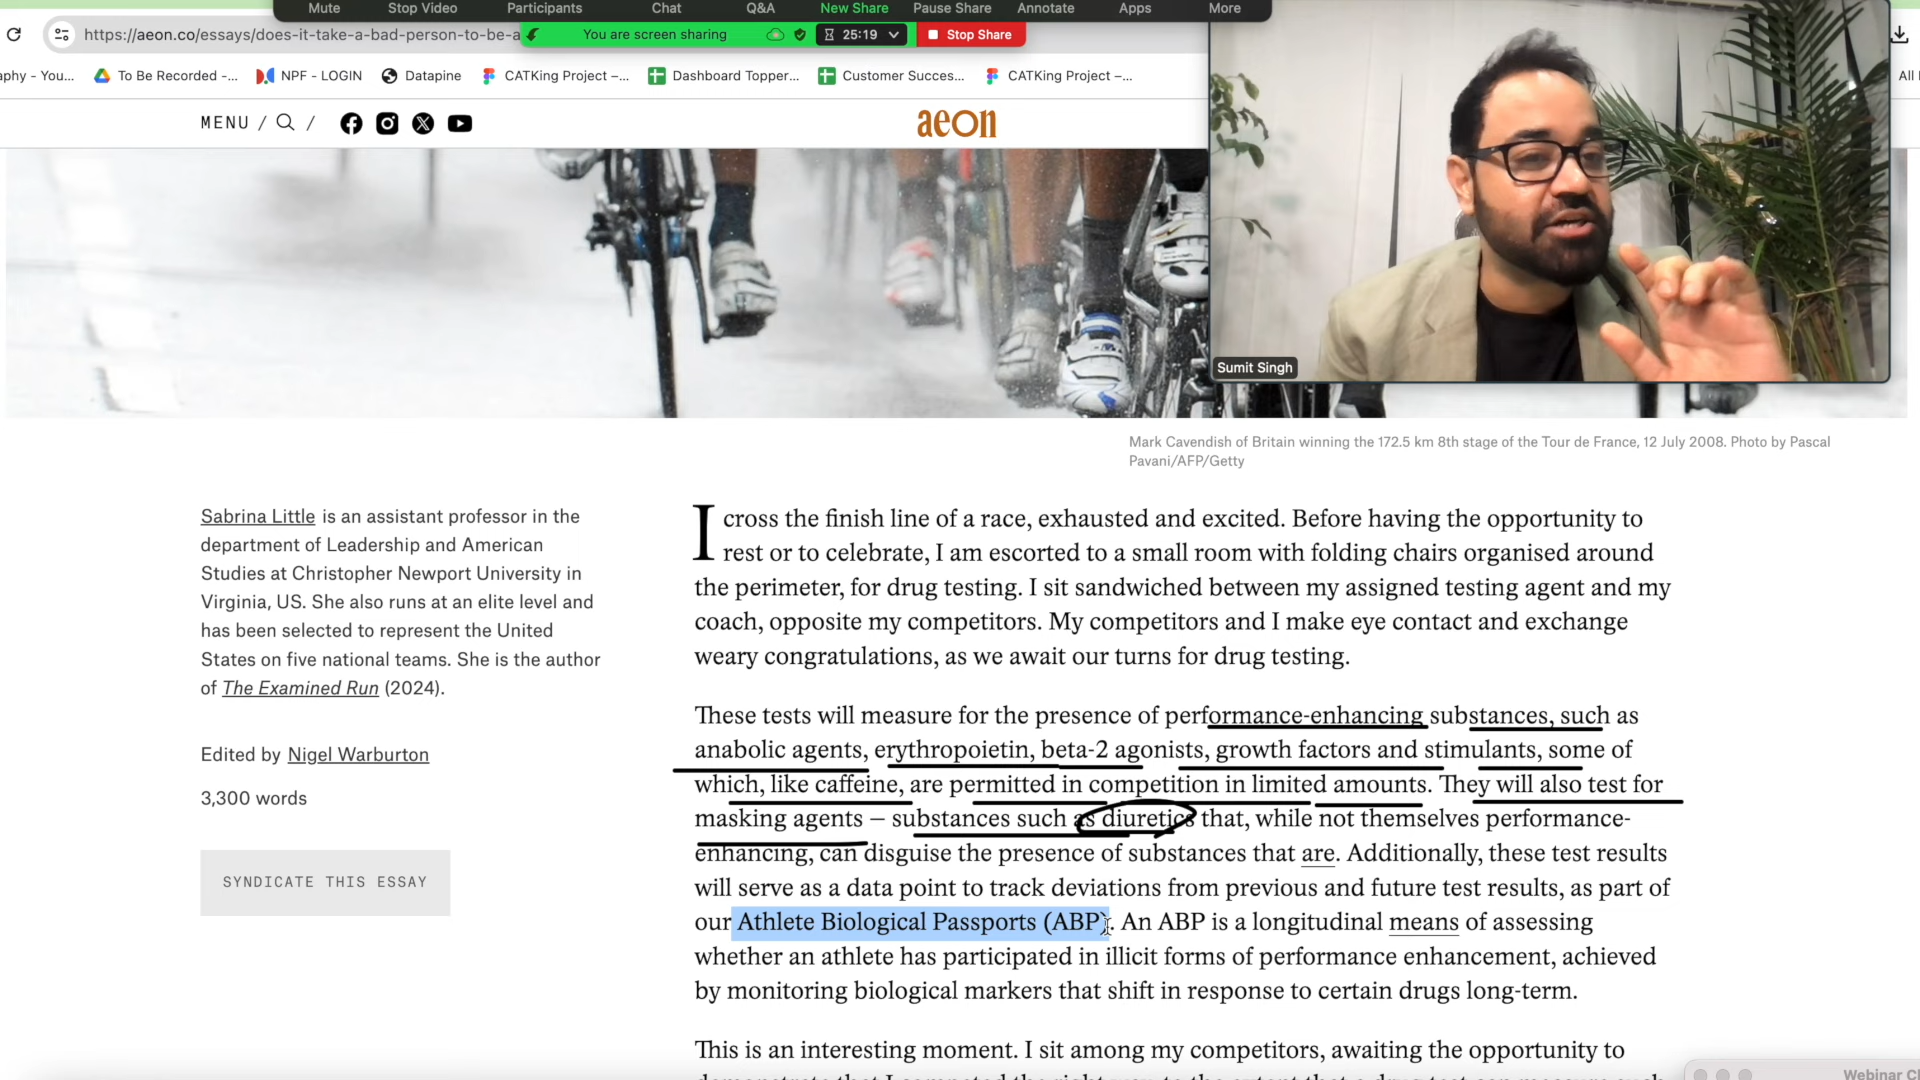 Mute Stop Video Participants Chat Q&A New Share Pause Share Annotate Apps More
https://aeon.co/essays/does-it-take-a-bad-person-to-be-a
You are screen sharing 25:19 Stop Share
aphy - You... To Be Recorded -... NPF - LOGIN Datapine CATKing Project –... Dashboard Topper... Customer Succes... CATKing Project –... All
MENU / /
aeon
Sumit Singh
Mark Cavendish of Britain winning the 172.5 km 8th stage of the Tour de France, 12 July 2008. Photo by Pascal
Pavani/AFP/Getty
Sabrina Little is an assistant professor in the
department of Leadership and American
Studies at Christopher Newport University in
Virginia, US. She also runs at an elite level and
has been selected to represent the United
States on five national teams. She is the author
of The Examined Run (2024).
Edited by Nigel Warburton
3,300 words
SYNDICATE THIS ESSAY
I cross the finish line of a race, exhausted and excited. Before having the opportunity to
rest or to celebrate, I am escorted to a small room with folding chairs organised around
the perimeter, for drug testing. I sit sandwiched between my assigned testing agent and my
coach, opposite my competitors. My competitors and I make eye contact and exchange
weary congratulations, as we await our turns for drug testing.
These tests will measure for the presence of performance-enhancing substances, such as
anabolic agents, erythropoietin, beta-2 agonists, growth factors and stimulants, some of
which, like caffeine, are permitted in competition in limited amounts. They will also test for
masking agents – substances such as diuretics that, while not themselves performance-
enhancing, can disguise the presence of substances that are. Additionally, these test results
will serve as a data point to track deviations from previous and future test results, as part of
our Athlete Biological Passports (ABP). An ABP is a longitudinal means of assessing
whether an athlete has participated in illicit forms of performance enhancement, achieved
by monitoring biological markers that shift in response to certain drugs long-term.
This is an interesting moment. I sit among my competitors, awaiting the opportunity to
Webinar Ch